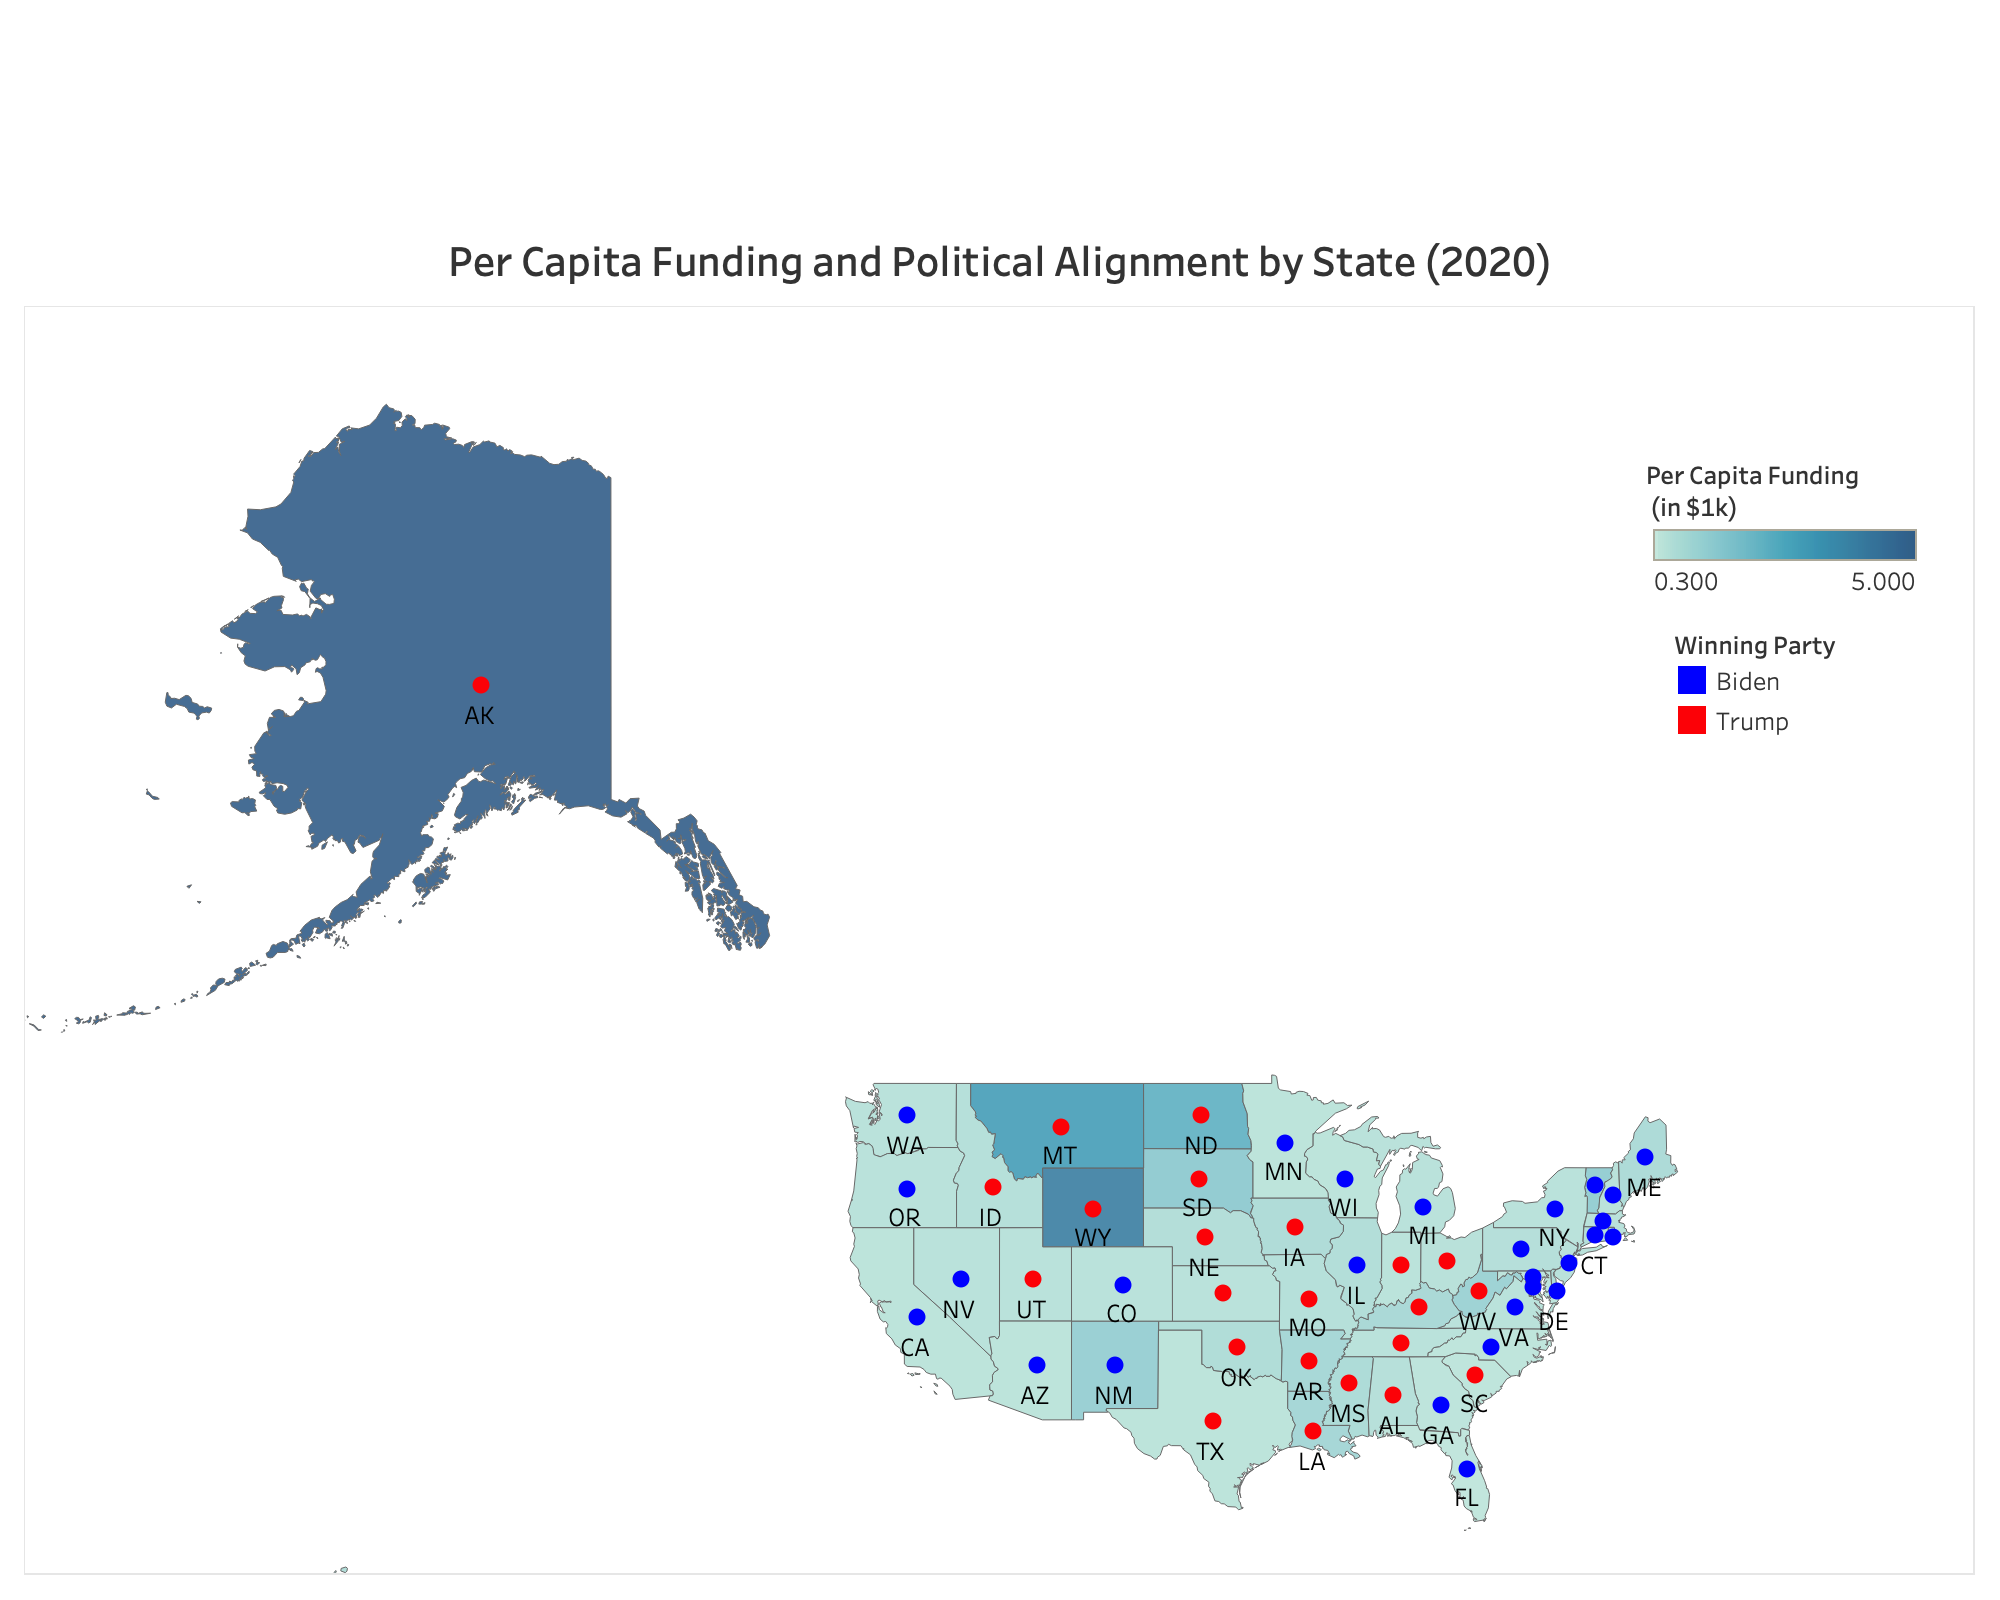 Per Capita Funding and Political Alignment by State (2020)
Per Capita Funding
(in $1k)
0.300 5.000
Winning Party
Biden
Trump
AK
WA
MT
ND
MN
ME
OR
ID
WY
SD
WI
MI
NY
NE
IA
CT
NV
UT
CO
IL
CA
MO
WV
VA
DE
AZ
NM
OK
AR
MS
SC
AL
GA
TX
LA
FL